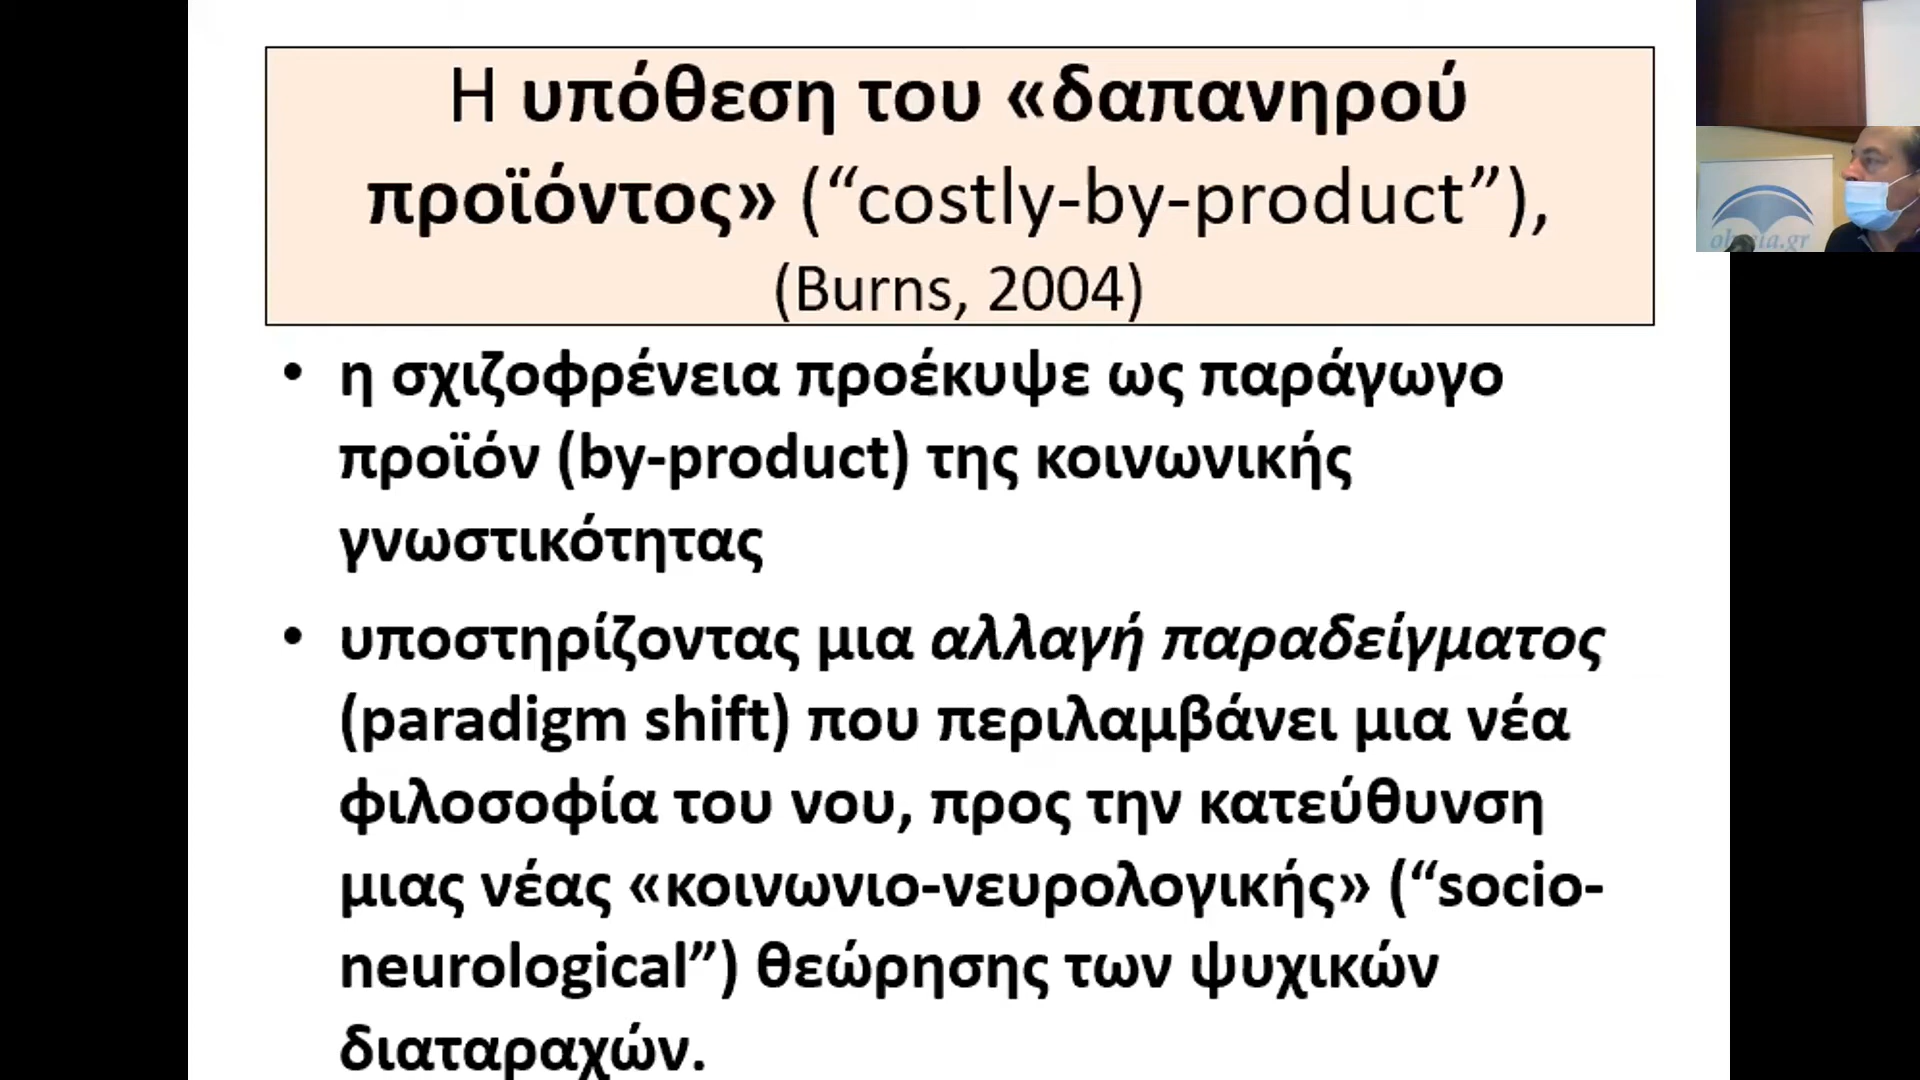 Η υπόθεση του «δαπανηρού
προϊόντος» (“costly-by-product”),
(Burns, 2004)
• η σχιζοφρένεια προέκυψε ως παράγωγο
προϊόν (by-product) της κοινωνικής
γνωστικότητας
• υποστηρίζοντας μια αλλαγή παραδείγματος
(paradigm shift) που περιλαμβάνει μια νέα
φιλοσοφία του νου, προς την κατεύθυνση
μιας νέας «κοινωνιο-νευρολογικής» (“socio-
neurological”) θεώρησης των ψυχικών
διαταραχών.